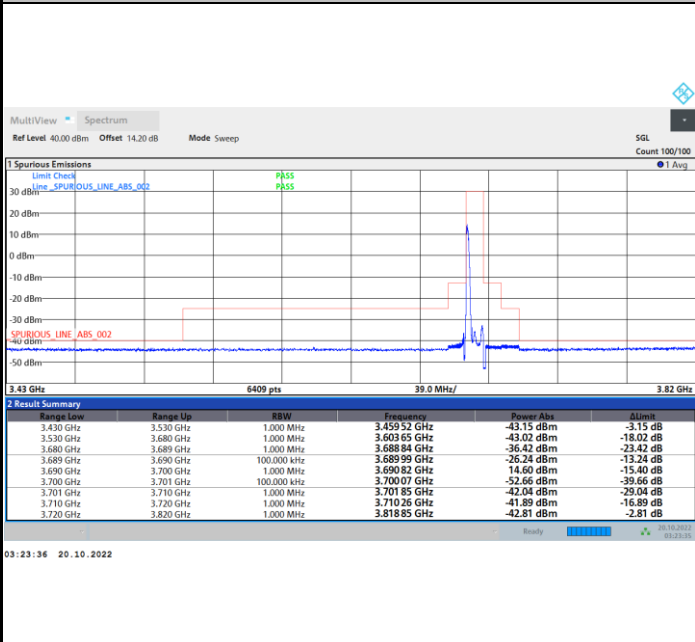 MultiView Spectrum
Ref Level 40.00 dBm Offset 14.20 dB Mode Sweep SGL
Count 100/100
1 Spurious Emissions 1 Avg
Limit Check PASS
Line _SPURIOUS_LINE_ABS_002 PASS
30 dBm
20 dBm
10 dBm
0 dBm
-10 dBm
-20 dBm
-30 dBm
_SPURIOUS_LINE_ABS_002
-40 dBm
-50 dBm
3.43 GHz 6409 pts 39.0 MHz/ 3.82 GHz
2 Result Summary
Range Low Range Up RBW Frequency Power Abs ΔLimit
3.430 GHz 3.530 GHz 1.000 MHz 3.459 52 GHz -43.15 dBm -3.15 dB
3.530 GHz 3.680 GHz 1.000 MHz 3.603 65 GHz -43.02 dBm -18.02 dB
3.680 GHz 3.689 GHz 1.000 MHz 3.688 84 GHz -36.42 dBm -23.42 dB
3.689 GHz 3.690 GHz 100.000 kHz 3.689 99 GHz -26.24 dBm -13.24 dB
3.690 GHz 3.700 GHz 1.000 MHz 3.690 82 GHz 14.60 dBm -15.40 dB
3.700 GHz 3.701 GHz 100.000 kHz 3.700 07 GHz -52.66 dBm -39.66 dB
3.701 GHz 3.710 GHz 1.000 MHz 3.701 85 GHz -42.04 dBm -29.04 dB
3.710 GHz 3.720 GHz 1.000 MHz 3.710 26 GHz -41.89 dBm -16.89 dB
3.720 GHz 3.820 GHz 1.000 MHz 3.818 85 GHz -42.81 dBm -2.81 dB
Ready 20.10.2022
03:23:35
03:23:36 20.10.2022